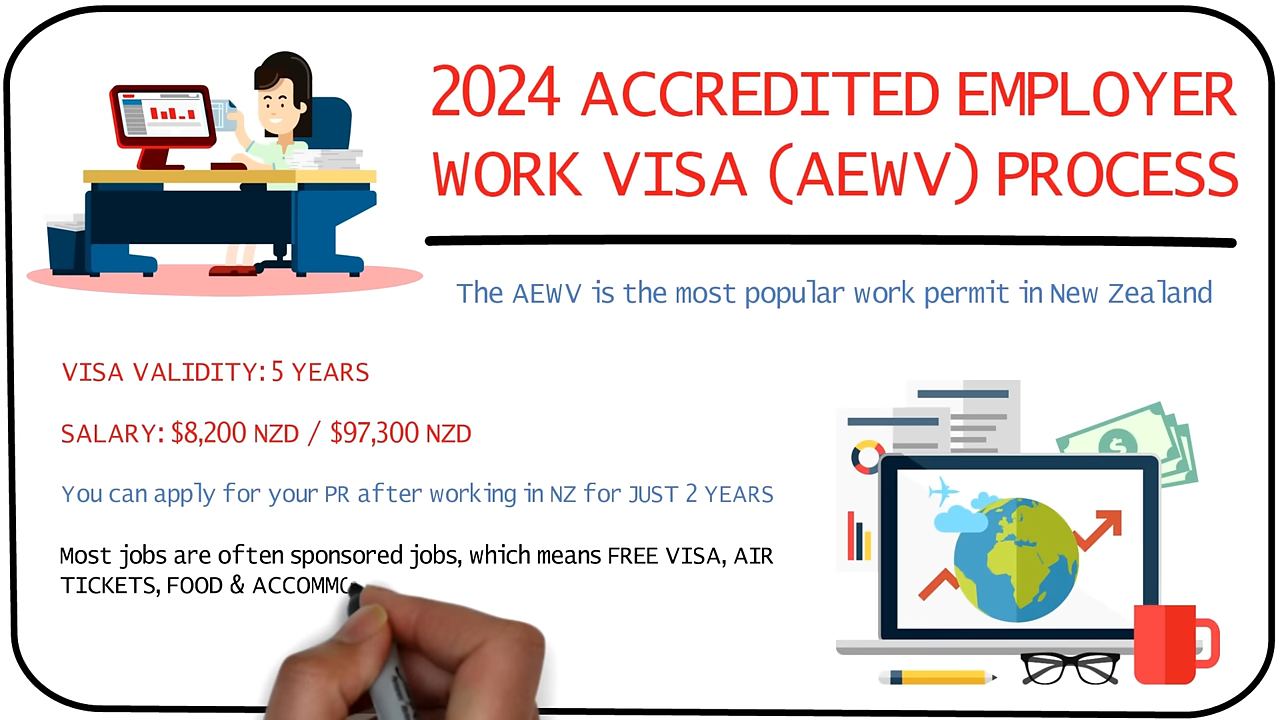 2024 ACCREDITED EMPLOYER
WORK VISA (AEWV) PROCESS
The AEWV is the most popular work permit in New Zealand
VISA VALIDITY: 5 YEARS
SALARY: $8,200 NZD / $97,300 NZD
You can apply for your PR after working in NZ for JUST 2 YEARS
Most jobs are often sponsored jobs, which means FREE VISA, AIR
TICKETS, FOOD & ACCOMMO